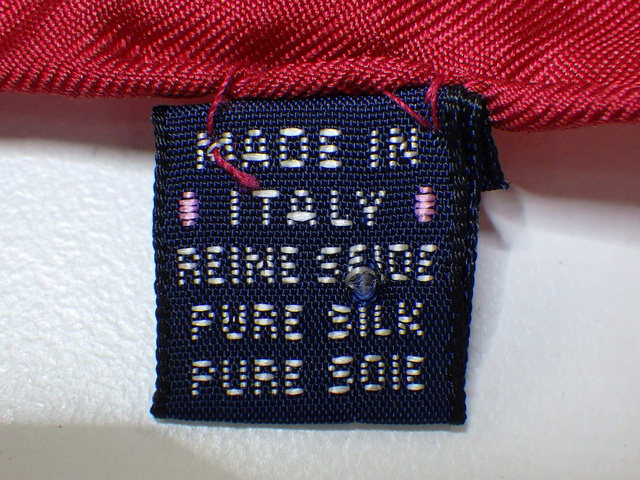 MADE IN
ITALY
REINE SEIDE
PURE SILK
PURE SOIE